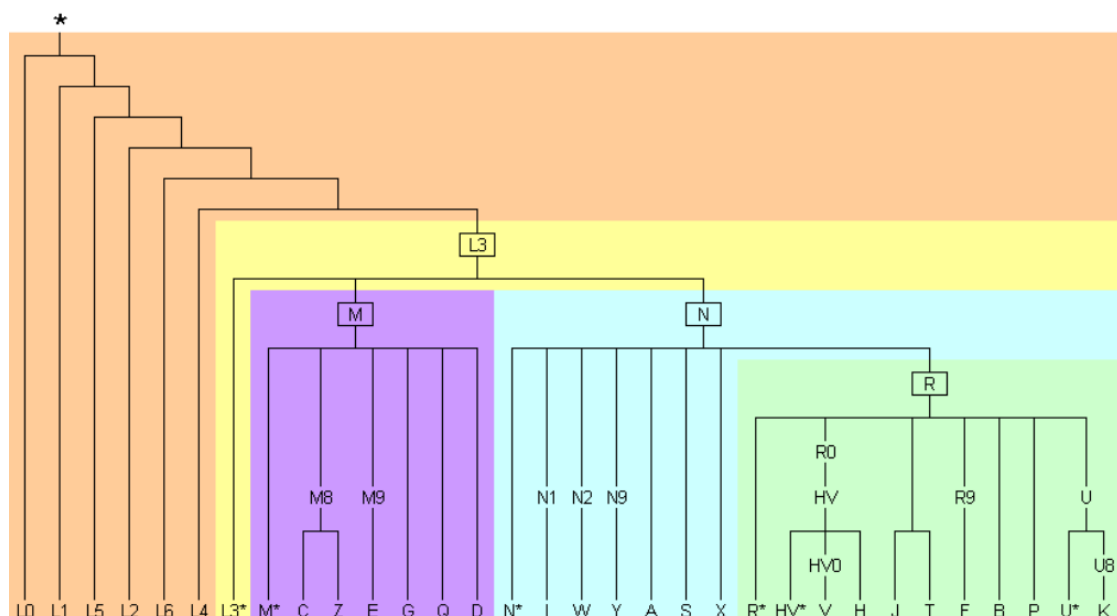 *
L3
M N
R
R0
M8 M9 N1 N2 N9 HV R9 U
HV0 U8
L0 L1 L5 L2 L6 L4 L3* M* C Z E G Q D N* I W Y A S X R* HV* V H J T F B P U* K